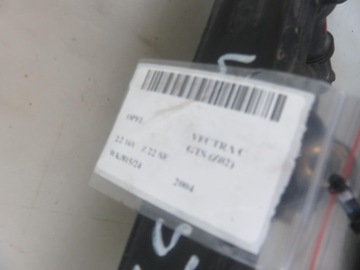 OPEL
VECTRA C
GTS (Z02)
2.2 16V Z 22 SE
2004